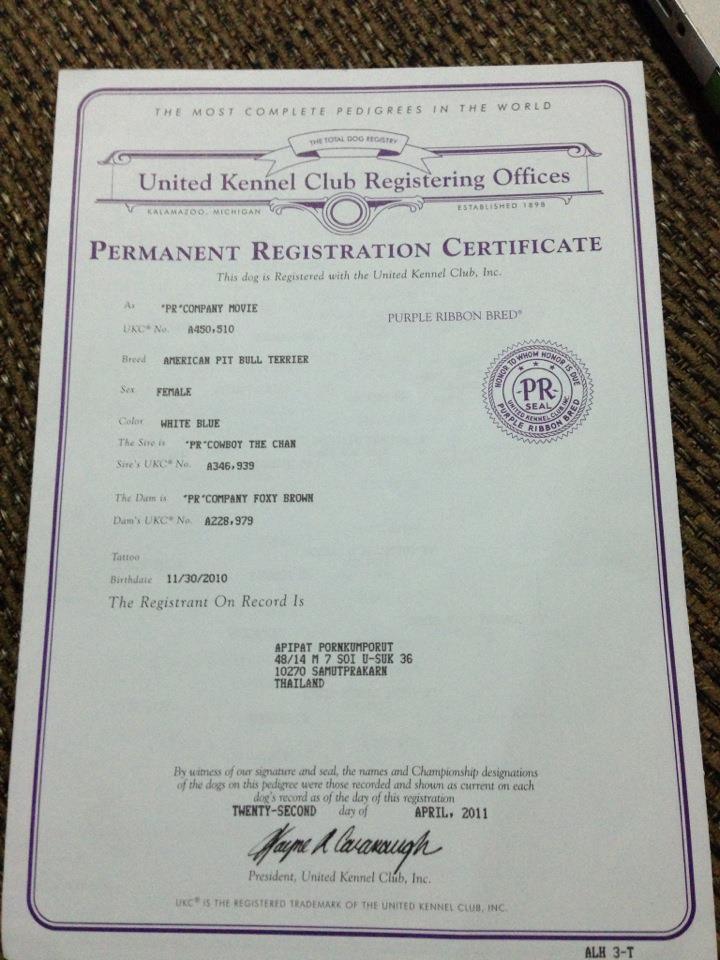 THE MOST COMPLETE PEDIGREES IN THE WORLD
THE TOTAL DOG REGISTRY
United Kennel Club Registering Offices
KALAMAZOO, MICHIGAN
ESTABLISHED 1898
PERMANENT REGISTRATION CERTIFICATE
This dog is Registered with the United Kennel Club, Inc.
As 'PR'COMPANY MOVIE
PURPLE RIBBON BRED®
UKC® No. A450,510
HONOR TO WHOM HONOR IS DUE
PR
SEAL
UNITED KENNEL CLUB INC.
PURPLE RIBBON BRED
Breed AMERICAN PIT BULL TERRIER
Sex FEMALE
Color WHITE BLUE
The Sire is 'PR'COWBOY THE CHAN
Sire's UKC® No. A346,939
The Dam is 'PR'COMPANY FOXY BROWN
Dam's UKC® No. A228,979
Tattoo
Birthdate 11/30/2010
The Registrant On Record Is
APIPAT PORNKUMPORUT
48/14 M 7 SOI U-SUK 36
10270 SAMUTPRAKARN
THAILAND
By witness of our signature and seal, the names and Championship designations
of the dogs on this pedigree were those recorded and shown as current on each
dog's record as of the day of this registration
TWENTY-SECOND day of APRIL, 2011
Wayne R Cavanaugh
President, United Kennel Club, Inc.
UKC® IS THE REGISTERED TRADEMARK OF THE UNITED KENNEL CLUB, INC.
ALH 3-T